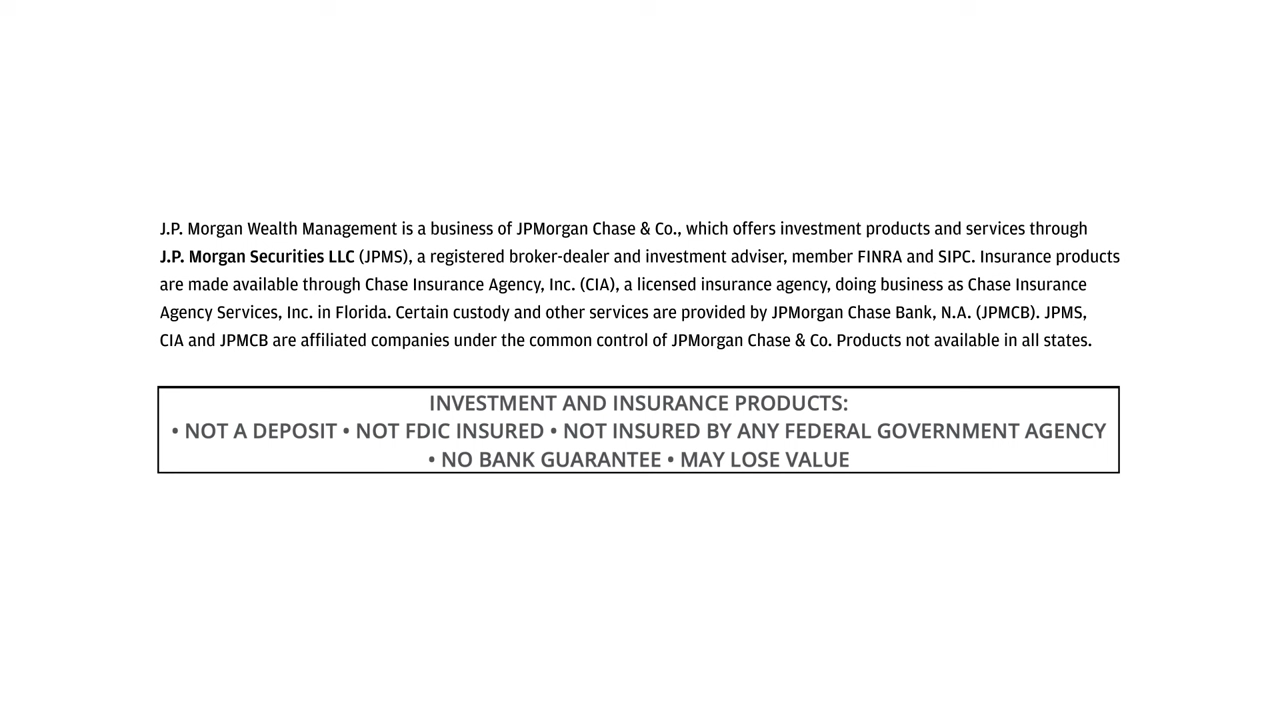 J.P. Morgan Wealth Management is a business of JPMorgan Chase & Co., which offers investment products and services through
J.P. Morgan Securities LLC (JPMS), a registered broker-dealer and investment adviser, member FINRA and SIPC. Insurance products
are made available through Chase Insurance Agency, Inc. (CIA), a licensed insurance agency, doing business as Chase Insurance
Agency Services, Inc. in Florida. Certain custody and other services are provided by JPMorgan Chase Bank, N.A. (JPMCB). JPMS,
CIA and JPMCB are affiliated companies under the common control of JPMorgan Chase & Co. Products not available in all states.
INVESTMENT AND INSURANCE PRODUCTS:
• NOT A DEPOSIT • NOT FDIC INSURED • NOT INSURED BY ANY FEDERAL GOVERNMENT AGENCY
• NO BANK GUARANTEE • MAY LOSE VALUE